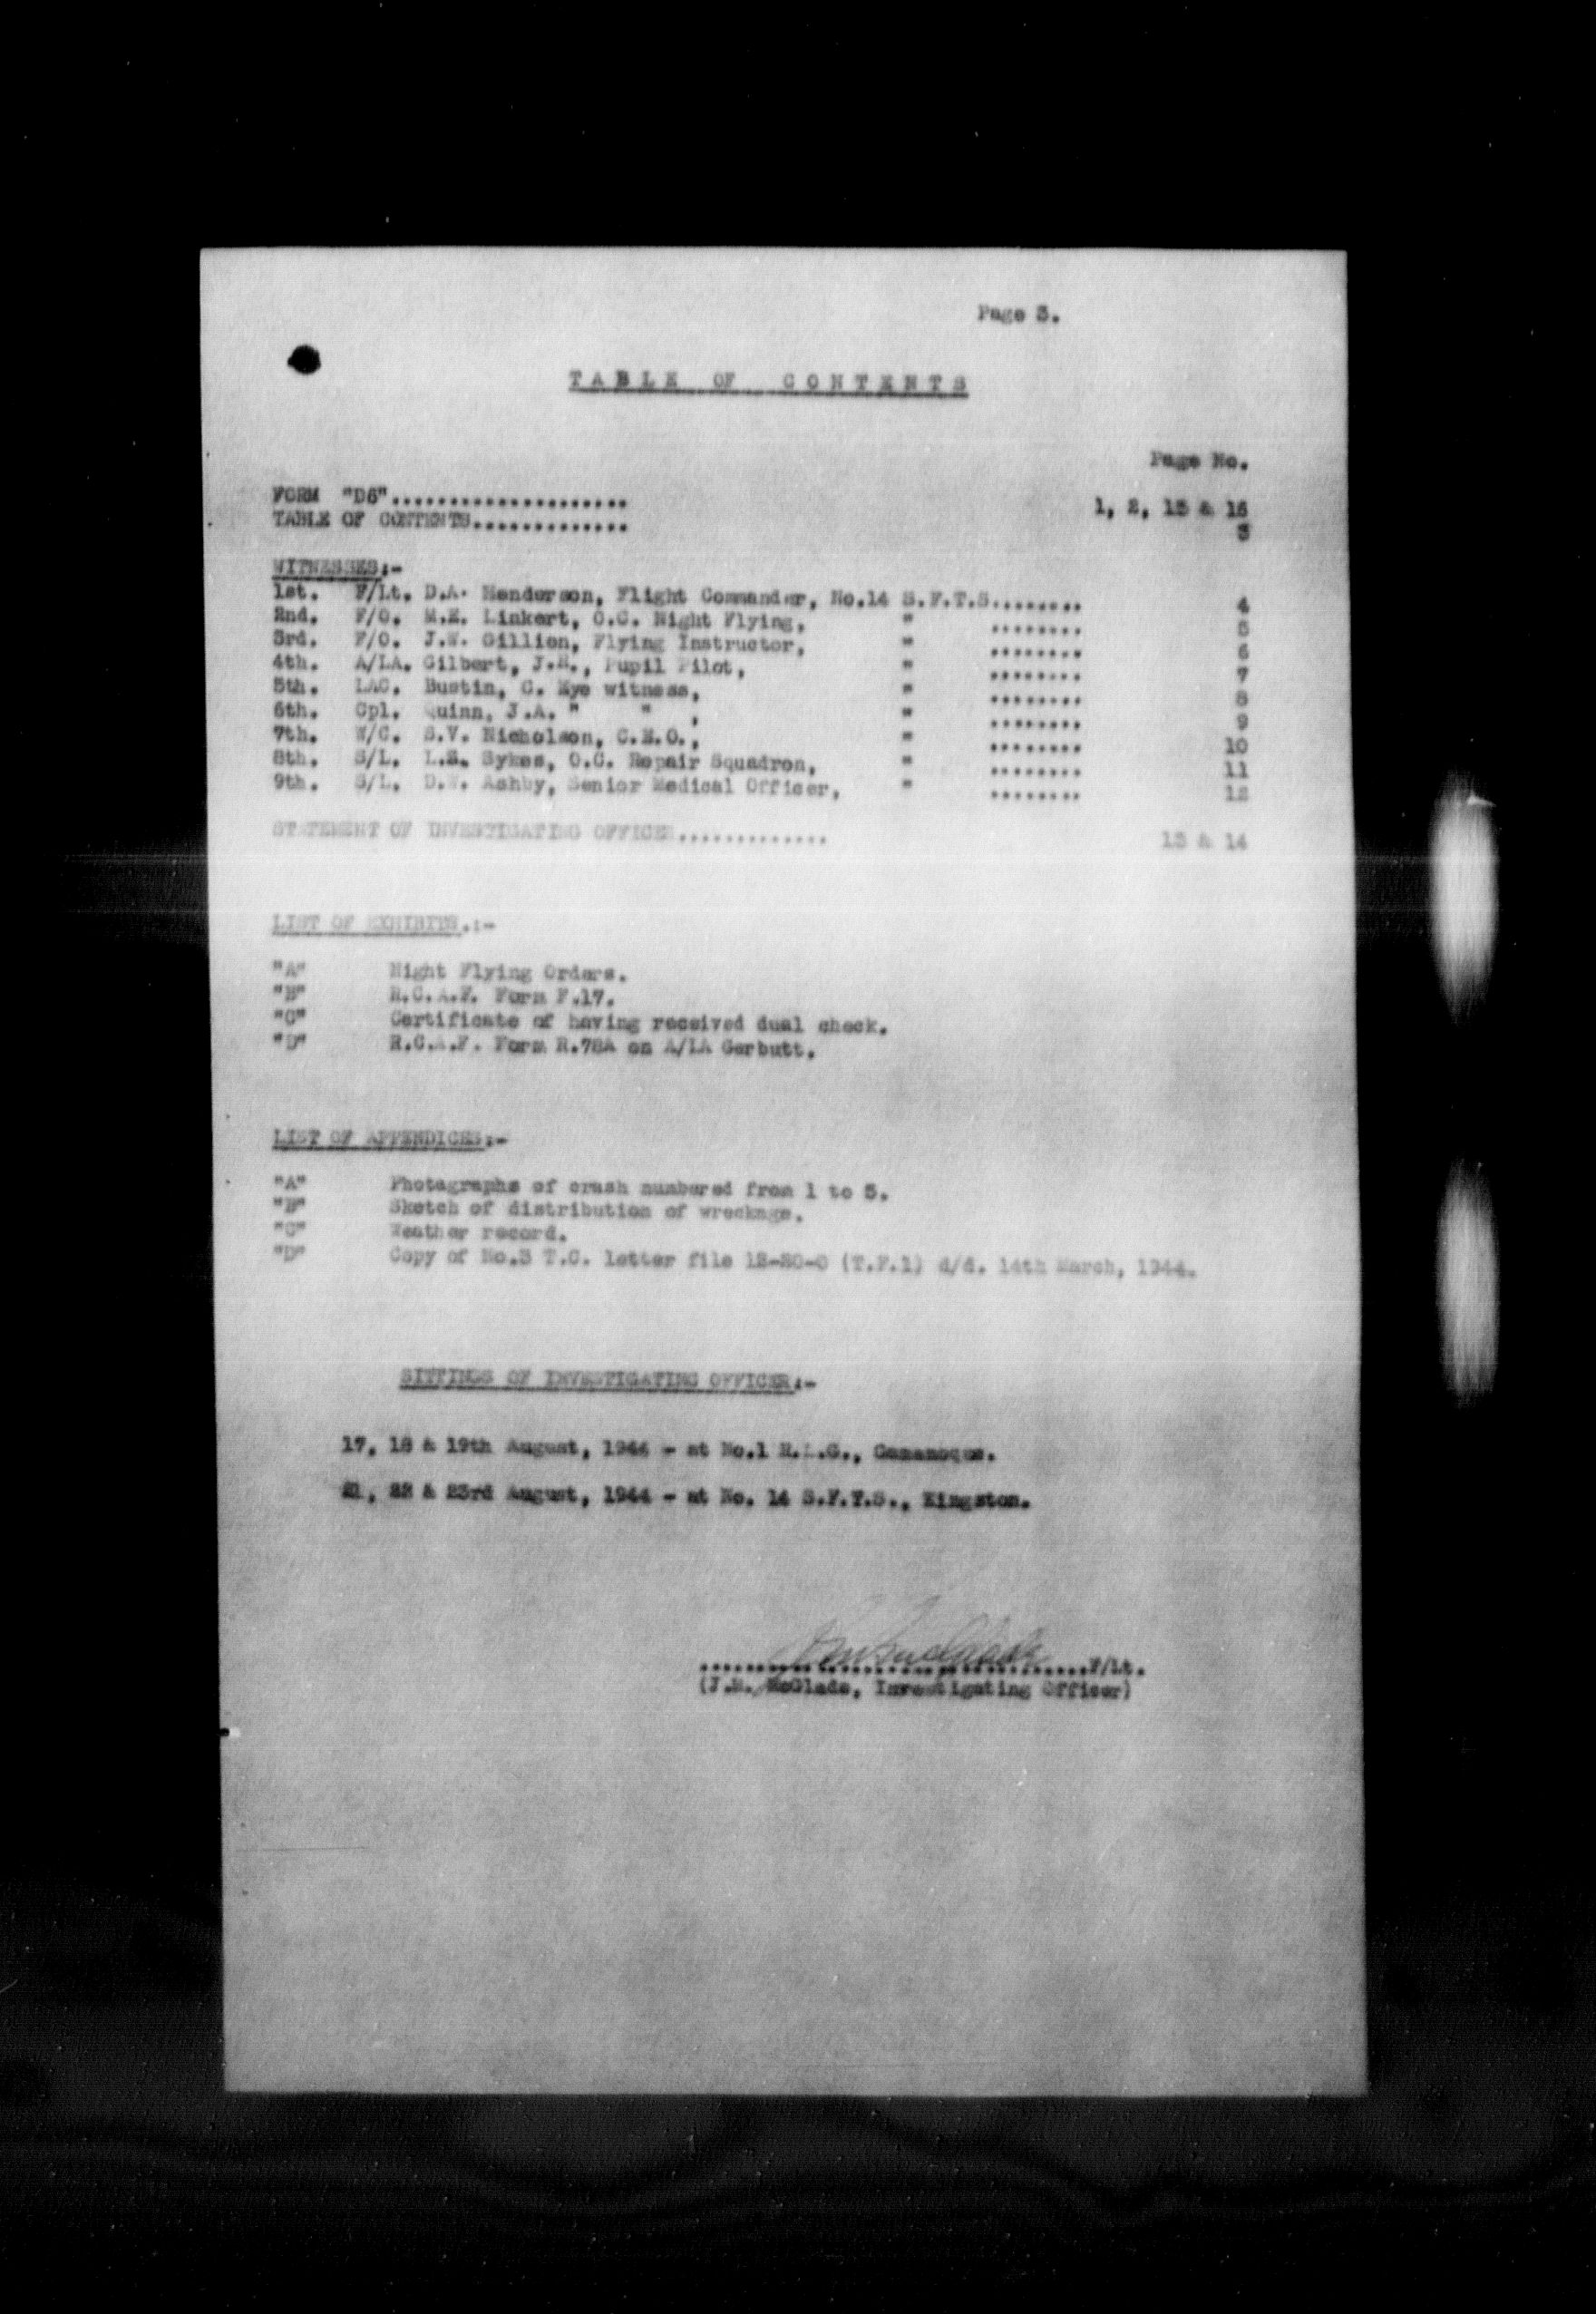 Page 3.
TABLE OF CONTENTS
Page No.
FORM "D6"..................... 1, 2, 15 & 16
TABLE OF CONTENTS.............. 3
WITNESSES:-
1st. F/Lt. D.A. Henderson, Flight Commander, No.14 S.F.T.S........ 4
2nd. F/O. M.E. Linkert, O.C. Night Flying, " ........ 5
3rd. F/O. J.W. Gillion, Flying Instructor, " ........ 6
4th. A/LA. Gilbert, J.R., Pupil Pilot, " ........ 7
5th. LAC. Bustin, C. Eye witness, " ........ 8
6th. Cpl. Quinn, J.A. " " , " ........ 9
7th. W/C. S.V. Nicholson, C.E.O., " ........ 10
8th. S/L. L.E. Sykes, O.C. Repair Squadron, " ........ 11
9th. S/L. D.W. Ashby, Senior Medical Officer, " ........ 12
STATEMENT OF INVESTIGATING OFFICER............. 13 & 14
LIST OF EXHIBITS.:-
"A" Night Flying Orders.
"B" R.C.A.F. Form F.17.
"C" Certificate of having received dual check.
"D" R.C.A.F. Form R.78A on A/LA Garbutt.
LIST OF APPENDICES:-
"A" Photographs of crash numbered from 1 to 5.
"B" Sketch of distribution of wreckage.
"C" Weather record.
"D" Copy of No.3 T.C. letter file (T.F.1) d/d. 14th March, 1944.
SITTINGS OF INVESTIGATING OFFICER:-
17, 18 & 19th August, 1944 - at No.1 R.L.G., Gananoque.
21, 22 & 23rd August, 1944 - at No. 14 S.F.T.S., Kingston.
........................................F/Lt.
(J.M. McGlade, Investigating Officer)